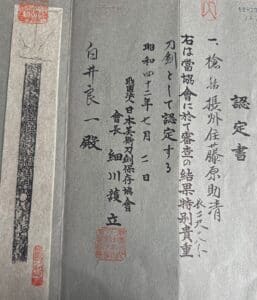 認定書
一、槍 銘 摂州住藤原助清
右は當協會に於て審査の結果特別貴重
刀剣として認定する
昭和四十二年七月二日
財團法人日本美術刀剣保存協會
會長 細川護立
白井良一殿